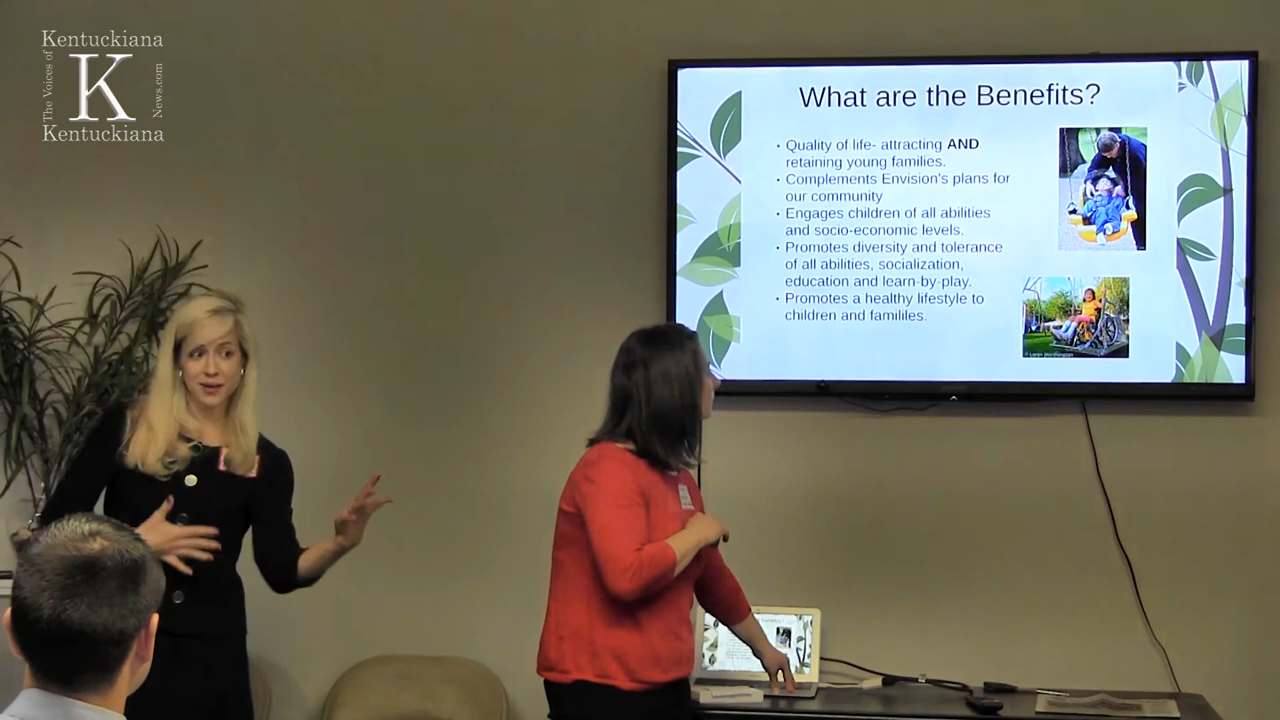 Kentuckiana
The Voices of
K
News.com
Kentuckiana
What are the Benefits?
• Quality of life- attracting AND
retaining young families.
• Complements Envision's plans for
our community
• Engages children of all abilities
and socio-economic levels.
• Promotes diversity and tolerance
of all abilities, socialization,
education and learn-by-play.
• Promotes a healthy lifestyle to
children and famililes.
© Loren Worthington